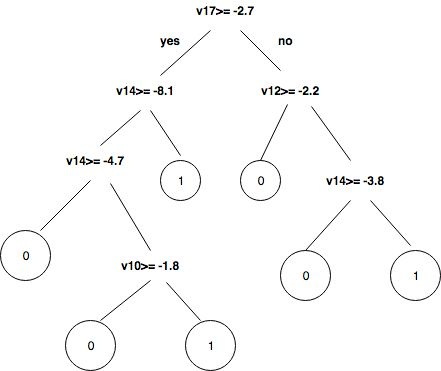 v17>= -2.7
yes
no
v14>= -8.1
v12>= -2.2
v14>= -4.7
1
0
v14>= -3.8
0
v10>= -1.8
0
1
0
1